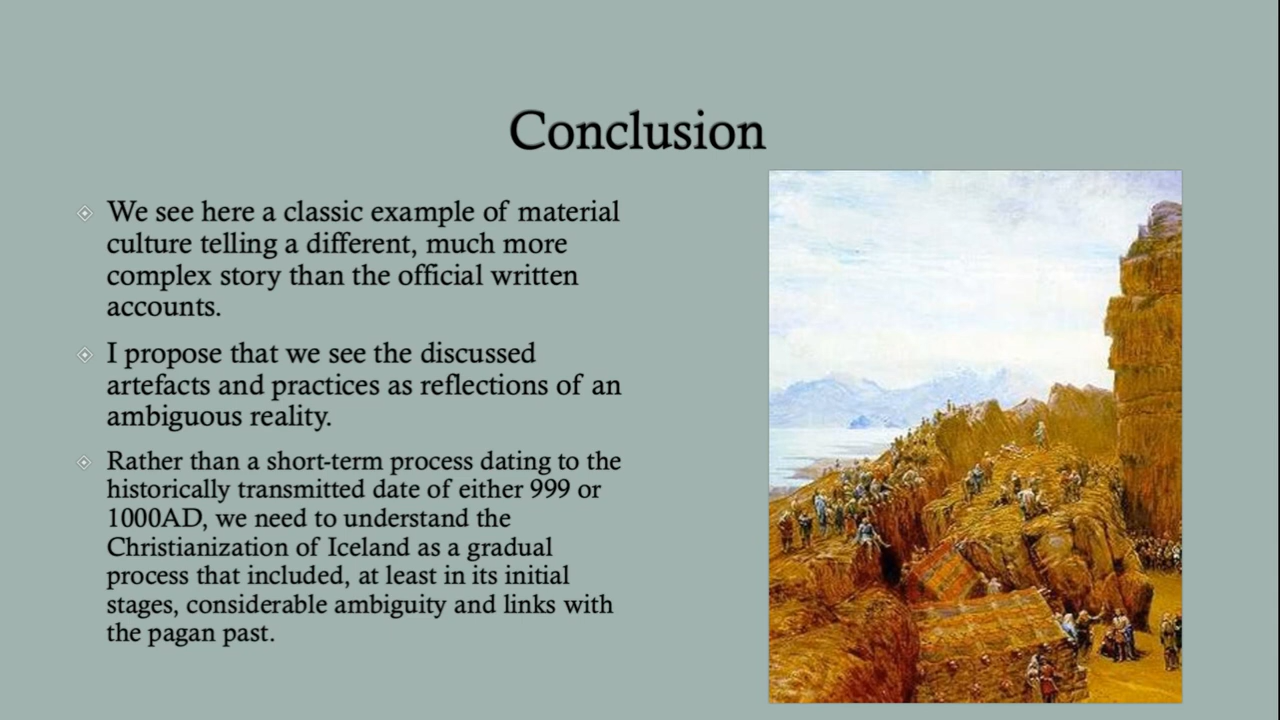 Conclusion
We see here a classic example of material
culture telling a different, much more
complex story than the official written
accounts.
I propose that we see the discussed
artefacts and practices as reflections of an
ambiguous reality.
Rather than a short-term process dating to the
historically transmitted date of either 999 or
1000AD, we need to understand the
Christianization of Iceland as a gradual
process that included, at least in its initial
stages, considerable ambiguity and links with
the pagan past.